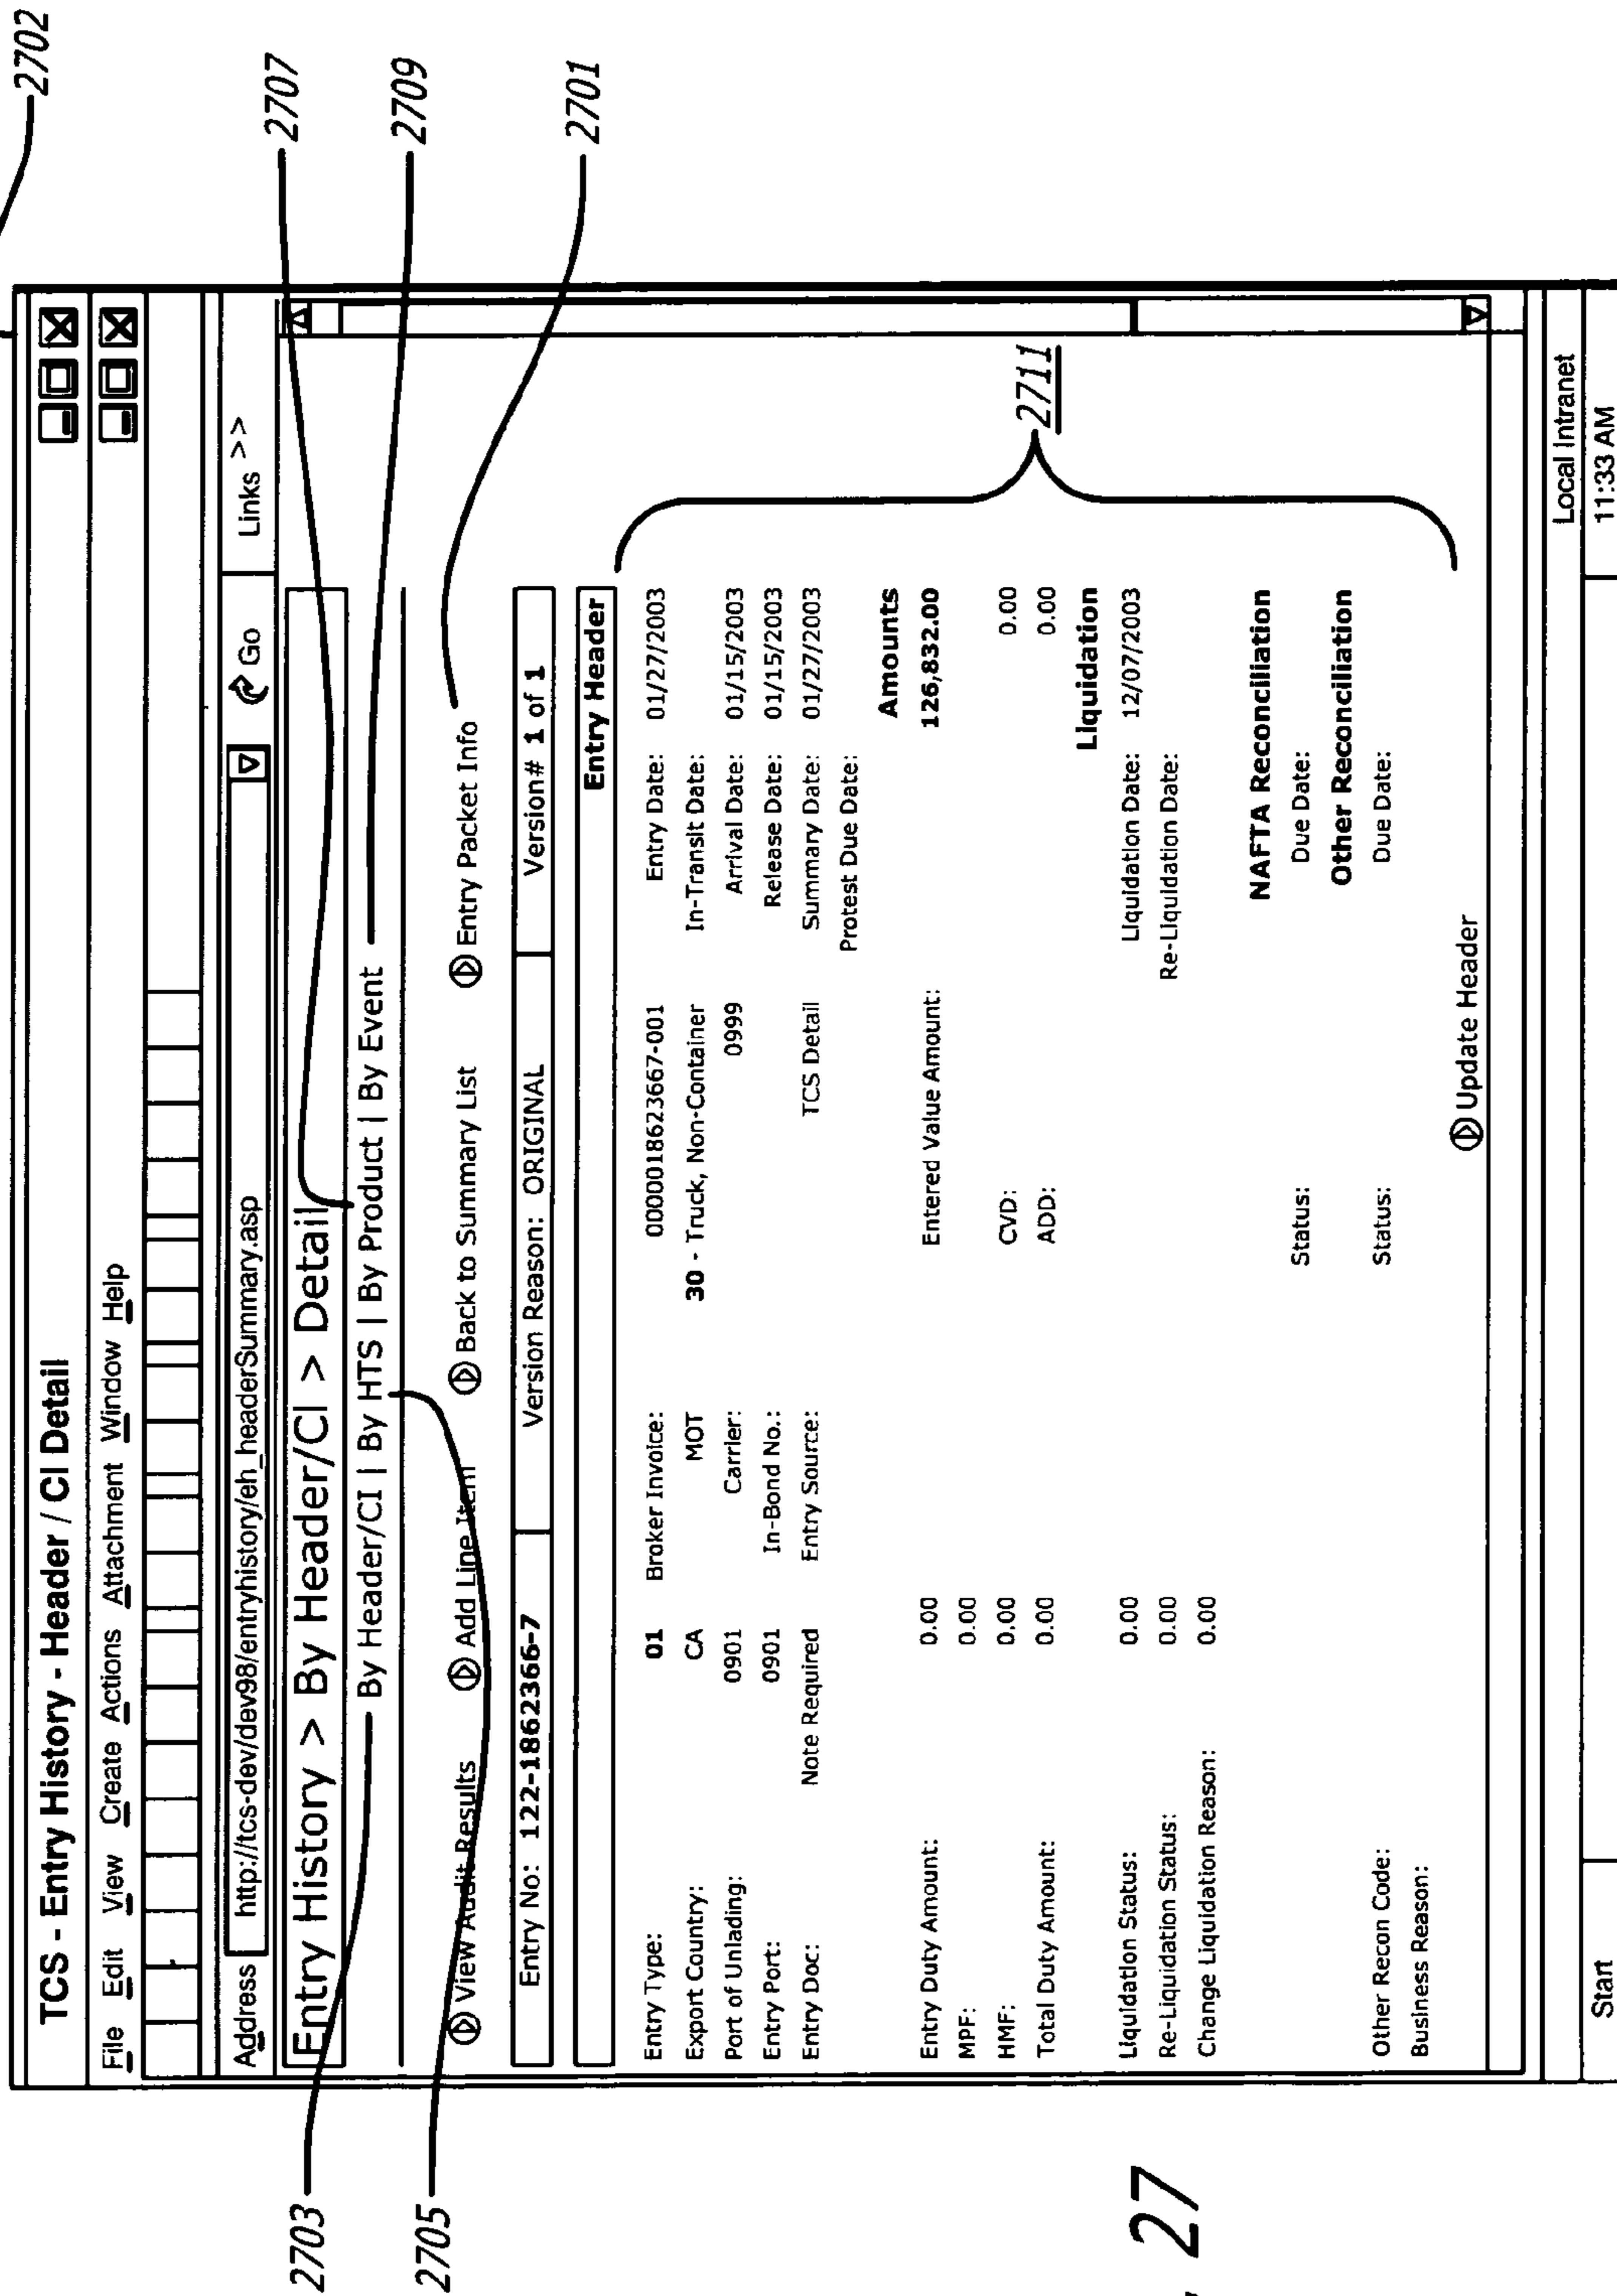 2702
TCS - Entry History - Header / CI Detail
File Edit View Create Actions Attachment Window Help
Address http://tcs-dev/dev98/entryhistory/eh_headerSummary.asp Go Links >>
2707
Entry History > By Header/CI > Detail
2703
By Header/CI | By HTS | By Product | By Event
2709
2705
View Audit Results Add Line Item Back to Summary List Entry Packet Info
2701
Entry No: 122-1862366-7 Version Reason: ORIGINAL Version# 1 of 1
Entry Header
Entry Type: 01 Broker Invoice: 0000018623667-001 Entry Date: 01/27/2003
Export Country: CA MOT 30 - Truck, Non-Container In-Transit Date:
Port of Unlading: 0901 Carrier: 0999 Arrival Date: 01/15/2003
Entry Port: 0901 In-Bond No.: Release Date: 01/15/2003
Entry Doc: Note Required Entry Source: TCS Detail Summary Date: 01/27/2003
Protest Due Date:
Amounts
Entry Duty Amount: 0.00 Entered Value Amount: 126,832.00
MPF: 0.00
HMF: 0.00 CVD: 0.00
2711
Total Duty Amount: 0.00 ADD: 0.00
Liquidation
Liquidation Status: 0.00 Liquidation Date: 12/07/2003
Re-Liquidation Status: 0.00 Re-Liquidation Date:
Change Liquidation Reason: 0.00
NAFTA Reconciliation
Status: Due Date:
Other Reconciliation
Other Recon Code: Status: Due Date:
Business Reason:
Update Header
Local Intranet
Start 11:33 AM
27